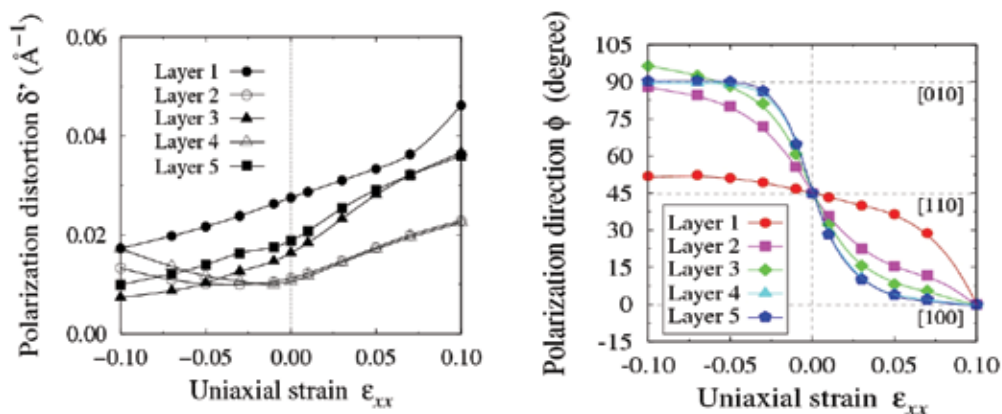 Polarization distortion δ' (Å⁻¹)
0.06
0.04
0.02
0.00
Layer 1
Layer 2
Layer 3
Layer 4
Layer 5
−0.10 −0.05 0.00 0.05 0.10
Uniaxial strain ε_xx
Polarization direction ϕ (degree)
105
90
75
60
45
30
15
0
-15
[010]
[110]
[100]
Layer 1
Layer 2
Layer 3
Layer 4
Layer 5
-0.10 -0.05 0.00 0.05 0.10
Uniaxial strain ε_xx